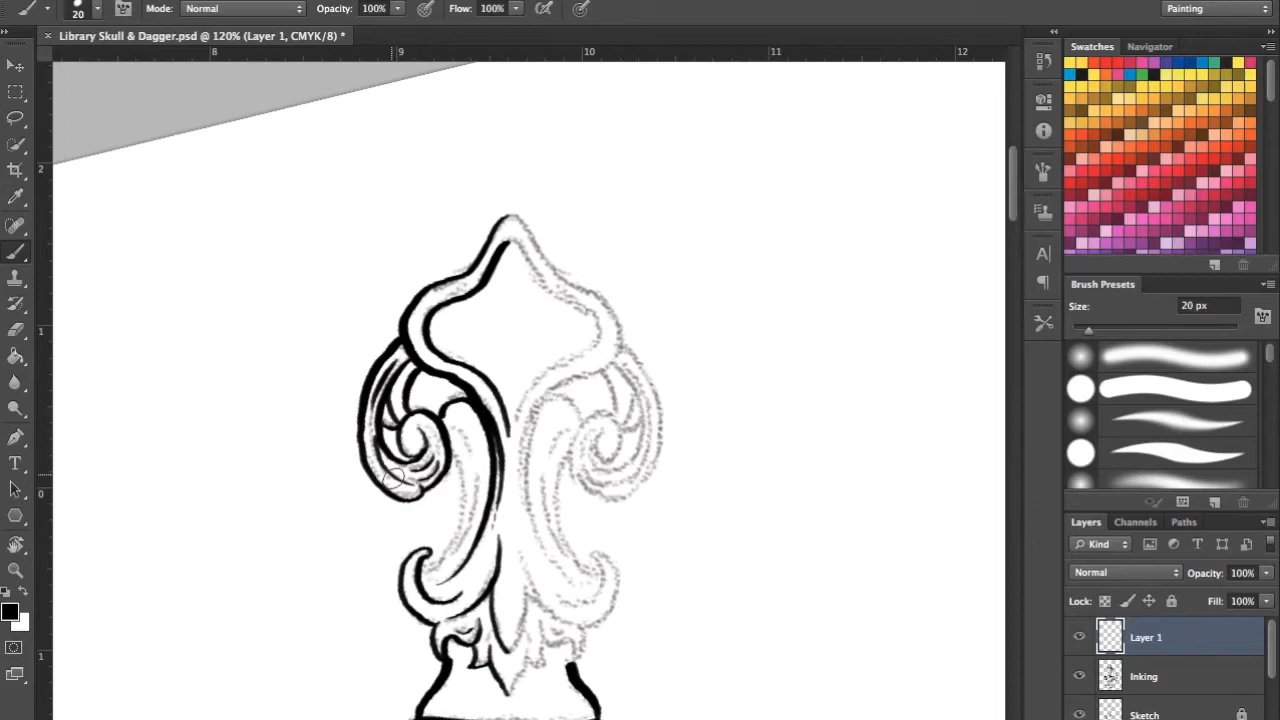 20 Mode: Normal Opacity: 100% Flow: 100% Painting
Library Skull & Dagger.psd @ 120% (Layer 1, CMYK/8) *
8 9 10 11 12
2
1
0
1
Swatches Navigator
Brush Presets
Size: 20 px
Layers Channels Paths
Kind
Normal Opacity: 100%
Lock: Fill: 100%
Layer 1
Inking
Sketch